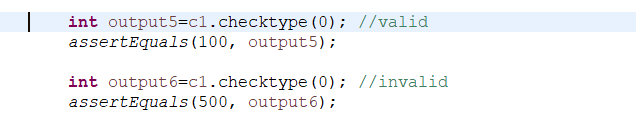 int output5=c1.checktype(0); //valid
assertEquals(100, output5);
int output6=c1.checktype(0); //invalid
assertEquals(500, output6);